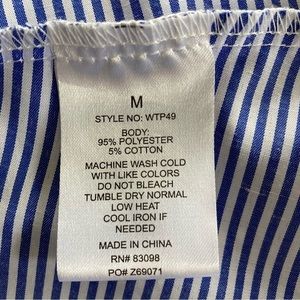 M
STYLE NO: WTP49
BODY:
95% POLYESTER
5% COTTON
MACHINE WASH COLD
WITH LIKE COLORS
DO NOT BLEACH
TUMBLE DRY NORMAL
LOW HEAT
COOL IRON IF
NEEDED
MADE IN CHINA
RN# 83098
PO# Z69071